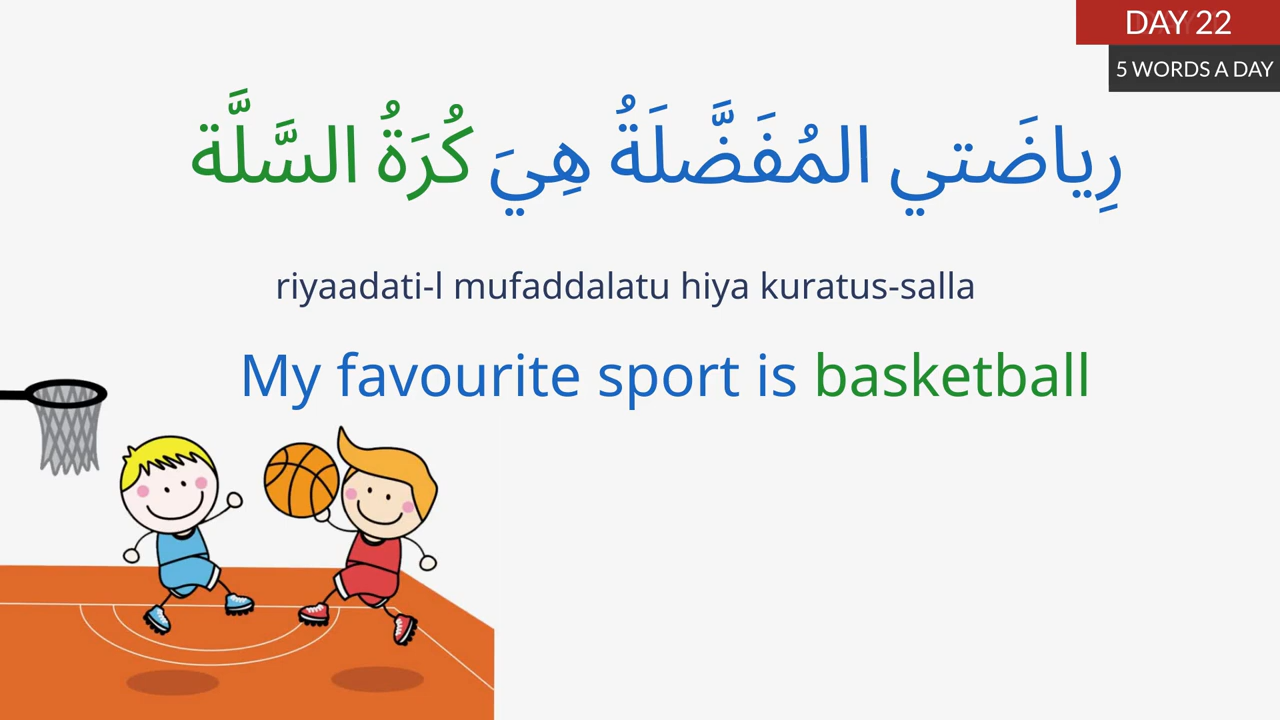 DAY 22
5 WORDS A DAY
رِياضَتي المُفَضَّلَةُ هِيَ كُرَةُ السَّلَّة
riyaadati-l mufaddalatu hiya kuratus-salla
My favourite sport is basketball